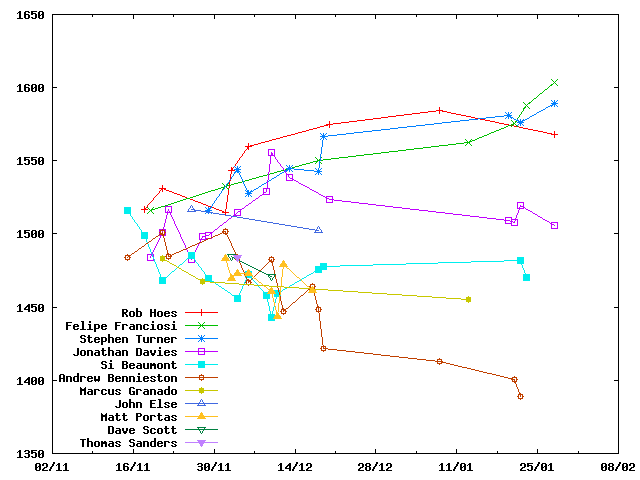 1650
1600
1550
1500
1450
1400
1350
Rob Hoes
Felipe Franciosi
Stephen Turner
Jonathan Davies
Si Beaumont
Andrew Bennieston
Marcus Granado
John Else
Matt Portas
Dave Scott
Thomas Sanders
02/11 16/11 30/11 14/12 28/12 11/01 25/01 08/02